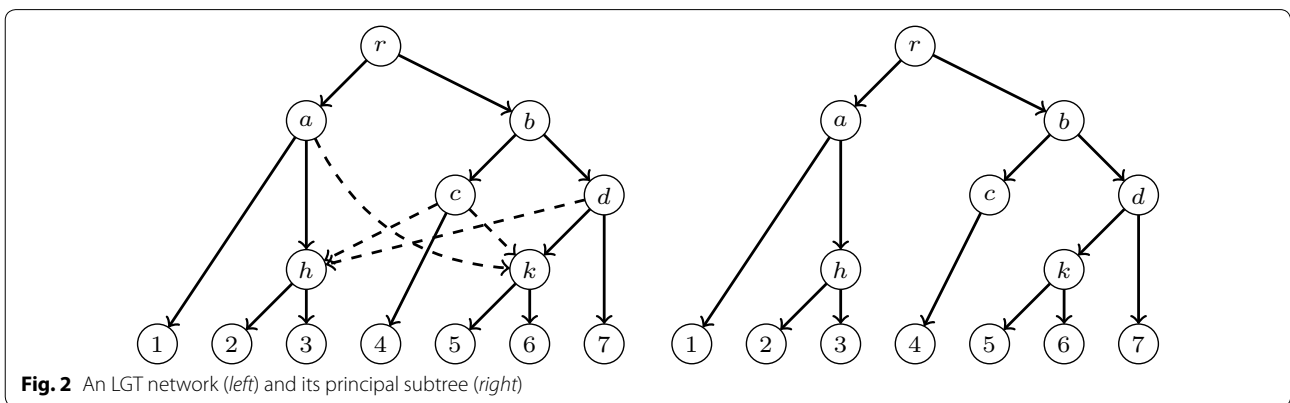 r r
a b a b
c d c d
h k h k
1 2 3 4 5 6 7 1 2 3 4 5 6 7
Fig. 2 An LGT network (left) and its principal subtree (right)